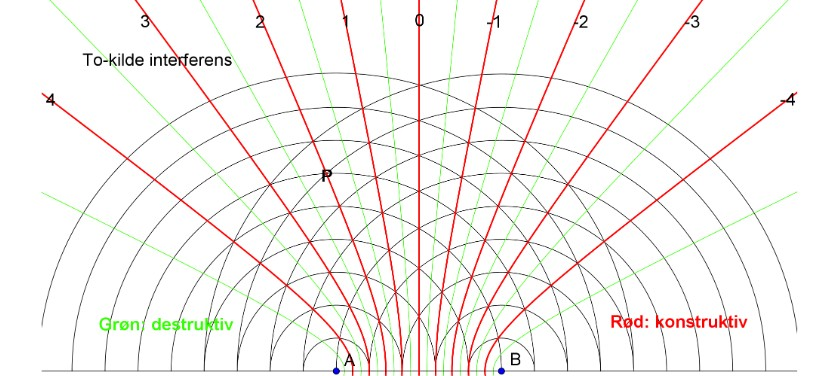 3 2 1 0 -1 -2 -3
To-kilde interferens
4 -4
P
Grøn: destruktiv Rød: konstruktiv
A B